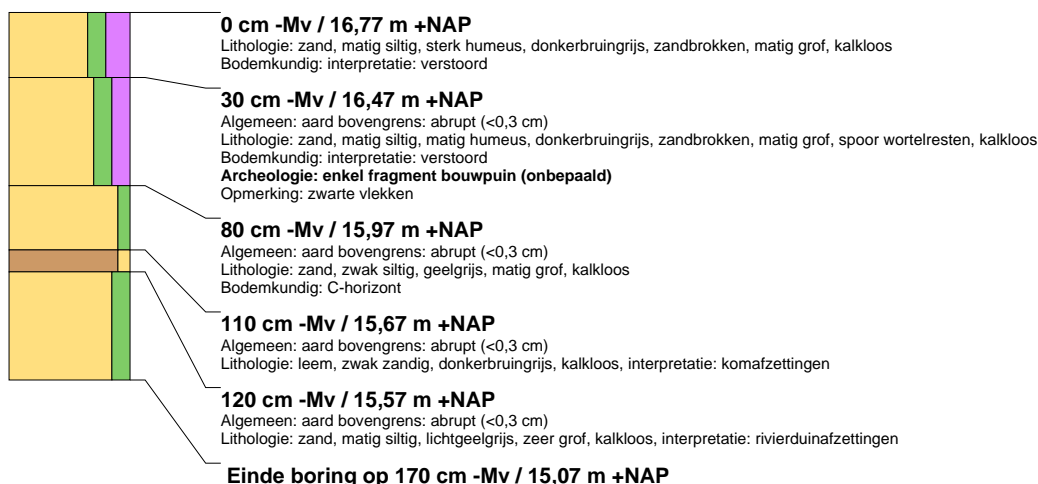 0 cm -Mv / 16,77 m +NAP
Lithologie: zand, matig siltig, sterk humeus, donkerbruingrijs, zandbrokken, matig grof, kalkloos
Bodemkundig: interpretatie: verstoord
30 cm -Mv / 16,47 m +NAP
Algemeen: aard bovengrens: abrupt (<0,3 cm)
Lithologie: zand, matig siltig, matig humeus, donkerbruingrijs, zandbrokken, matig grof, spoor wortelresten, kalkloos
Bodemkundig: interpretatie: verstoord
Archeologie: enkel fragment bouwpuin (onbepaald)
Opmerking: zwarte vlekken
80 cm -Mv / 15,97 m +NAP
Algemeen: aard bovengrens: abrupt (<0,3 cm)
Lithologie: zand, zwak siltig, geelgrijs, matig grof, kalkloos
Bodemkundig: C-horizont
110 cm -Mv / 15,67 m +NAP
Algemeen: aard bovengrens: abrupt (<0,3 cm)
Lithologie: leem, zwak zandig, donkerbruingrijs, kalkloos, interpretatie: komafzettingen
120 cm -Mv / 15,57 m +NAP
Algemeen: aard bovengrens: abrupt (<0,3 cm)
Lithologie: zand, matig siltig, lichtgeelgrijs, zeer grof, kalkloos, interpretatie: rivierduinafzettingen
Einde boring op 170 cm -Mv / 15,07 m +NAP